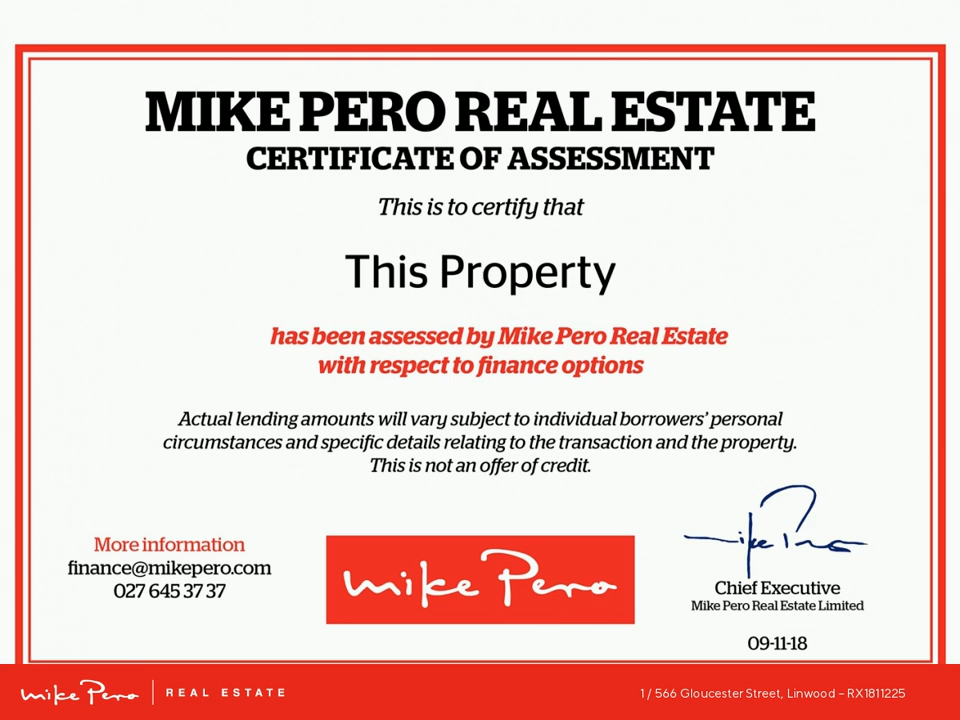 MIKE PERO REAL ESTATE
CERTIFICATE OF ASSESSMENT
This is to certify that
This Property
has been assessed by Mike Pero Real Estate
with respect to finance options
Actual lending amounts will vary subject to individual borrowers’ personal
circumstances and specific details relating to the transaction and the property.
This is not an offer of credit.
More information
finance@mikepero.com
027 645 37 37
mike Pero
mike Pero
Chief Executive
Mike Pero Real Estate Limited
09-11-18
mike Pero REAL ESTATE
1 / 566 Gloucester Street, Linwood – RX1811225